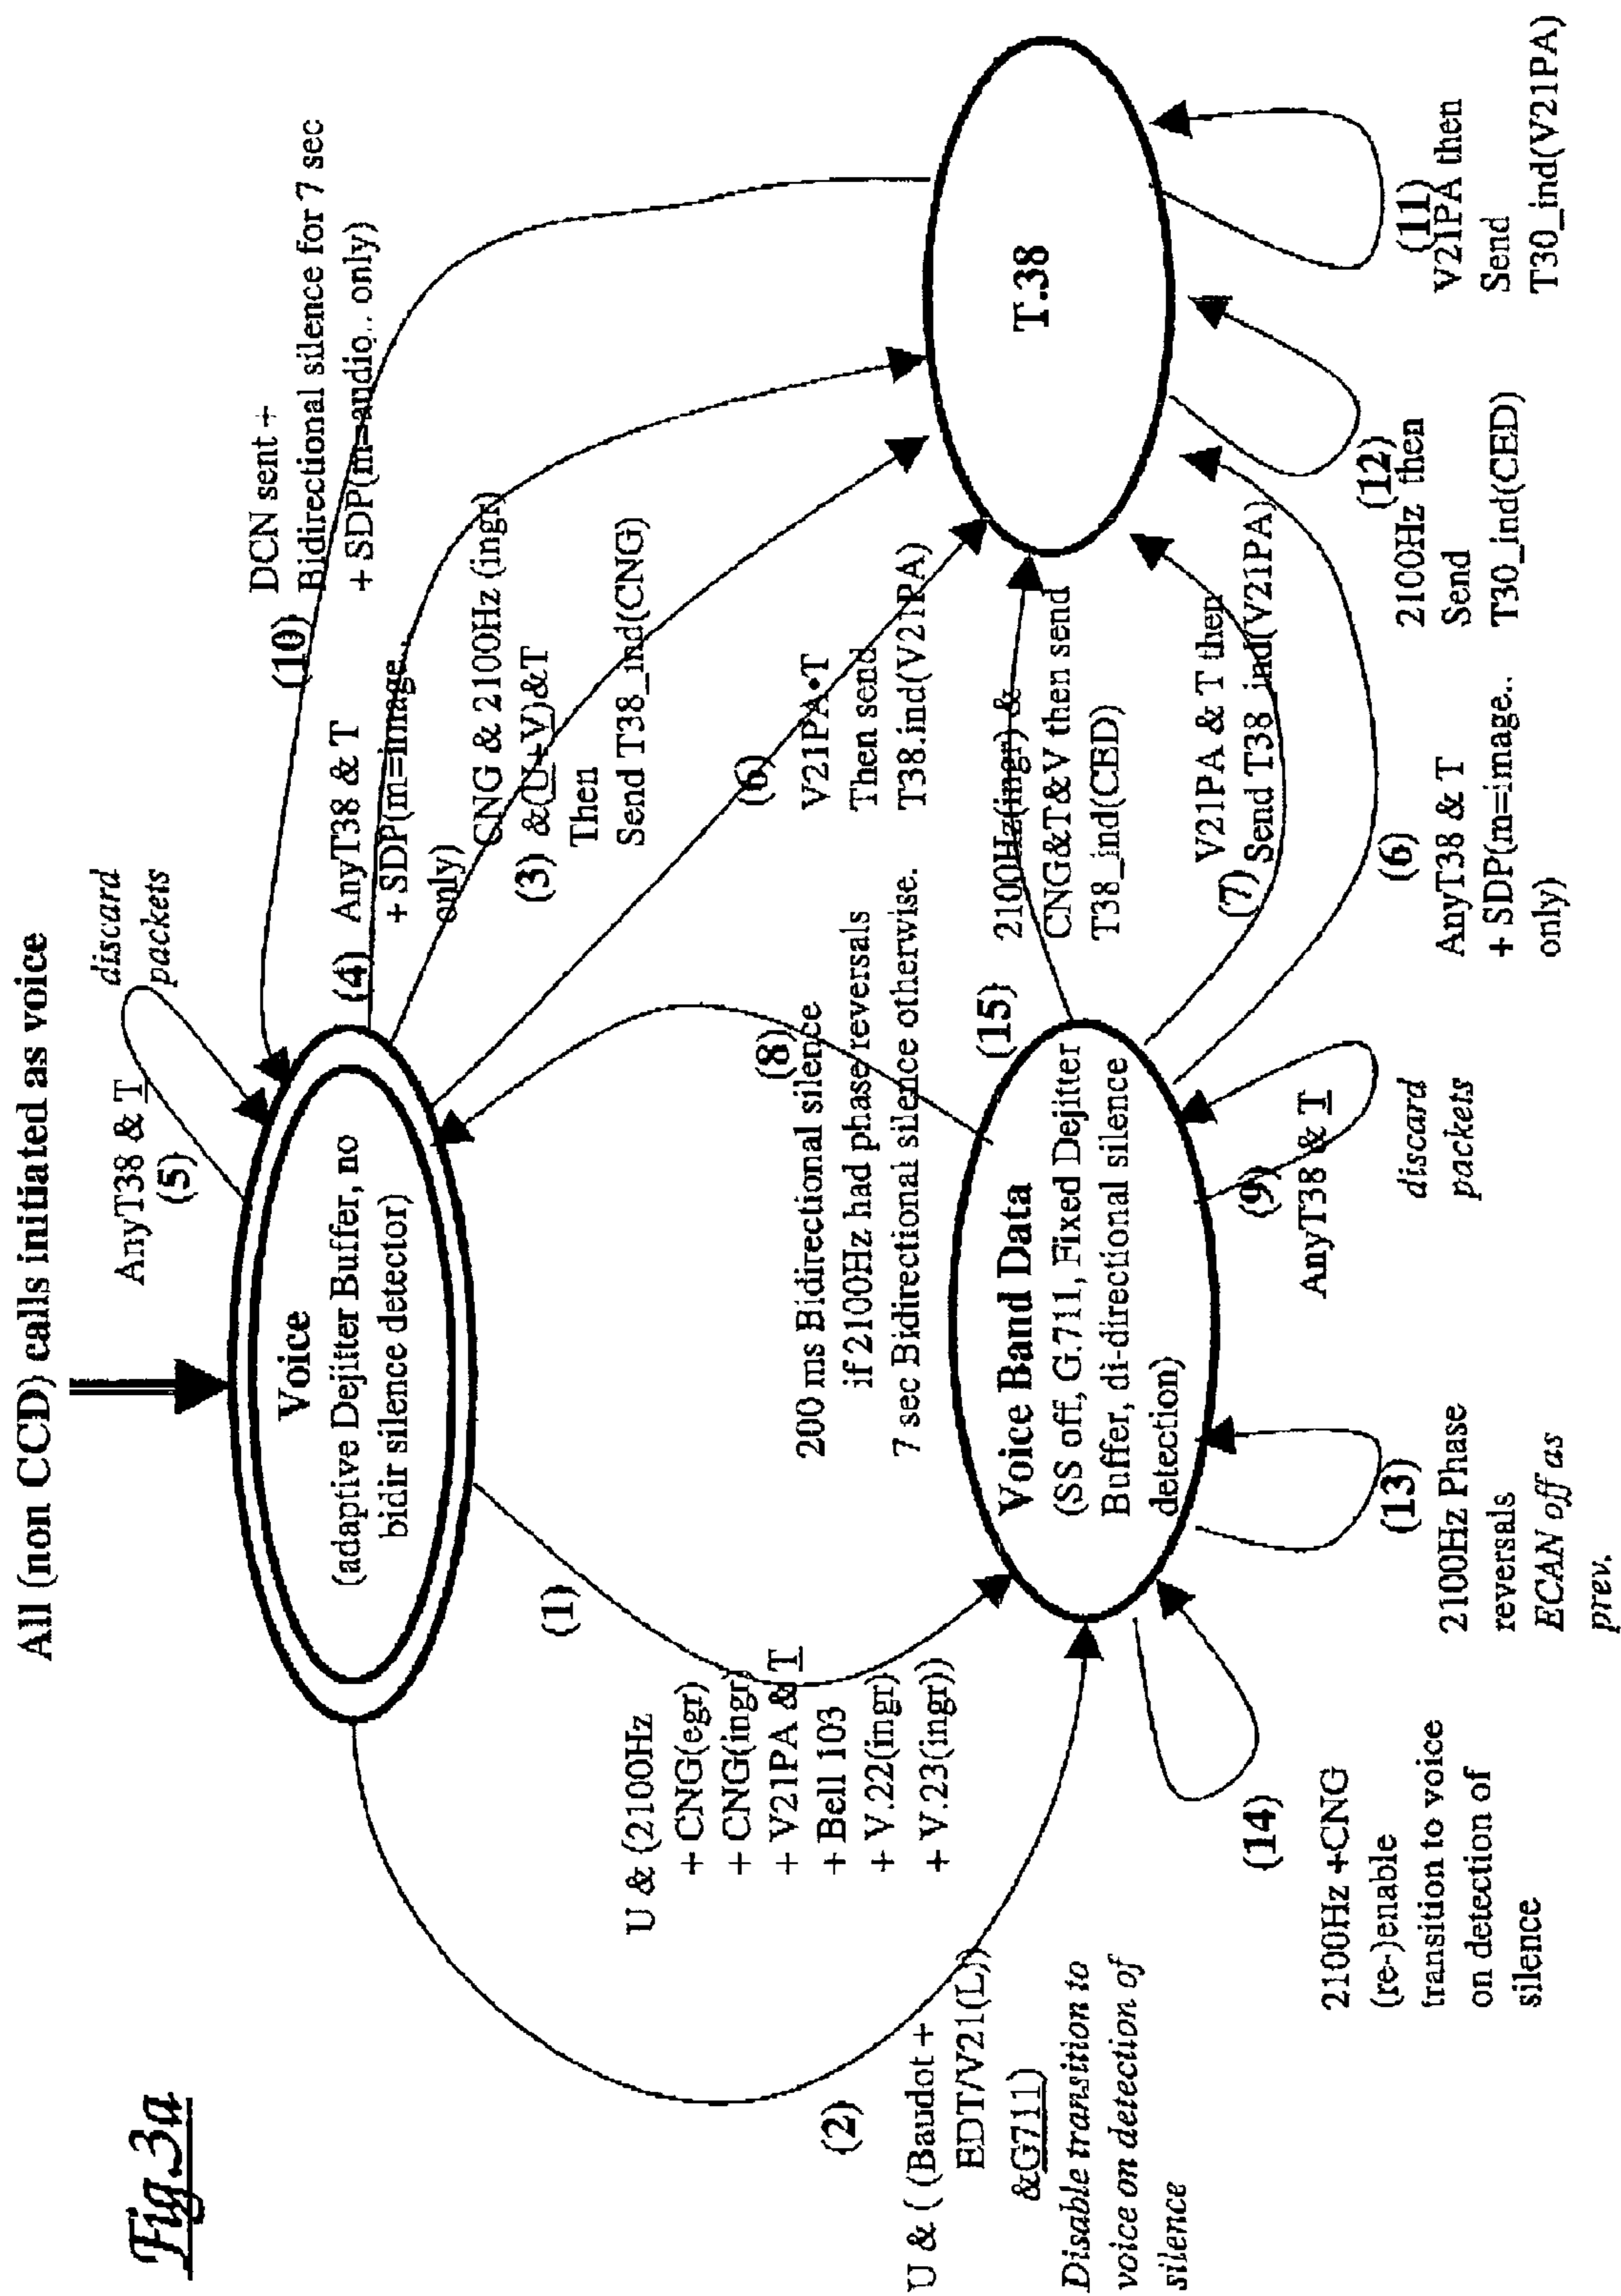 Fig.3a
All (non CCD) calls initiated as voice
AnyT38 & T
(5)
discard
packets
Voice
(adaptive Dejitter Buffer, no
bidir silence detector)
(10)
DCN sent +
Bidirectional silence for 7 sec
+ SDP(m=audio.. only)
(4)
AnyT38 & T
+ SDP(m=image..
only)
CNG & 2100Hz (ingr)
(3) &(U+V)&T
Then
Send T38_ind(CNG)
(6)
V21PA•T
Then send
T38.ind(V21PA)
T.38
(1)
U & (2100Hz
+ CNG(egr)
+ CNG(ingr)
+ V21PA & T
+ Bell 103
+ V.22(ingr)
+ V.23(ingr))
(8)
200 ms Bidirectional silence
if 2100Hz had phase reversals
7 sec Bidirectional silence otherwise.
(15)
2100Hz(ingr) &
CNG&T&V then send
T38_ind(CED)
(2)
U & ( (Baudot +
EDT/V21(L))
&G711)
Disable transition to
voice on detection of
silence
Voice Band Data
(SS off, G.711, Fixed Dejitter
Buffer, di-directional silence
detection)
V21PA & T then
(7) Send T38_ind(V21PA)
(14)
2100Hz +CNG
(re-)enable
transition to voice
on detection of
silence
(13)
2100Hz Phase
reversals
ECAN off as
prev.
(9)
AnyT38 & T
discard
packets
(6)
AnyT38 & T
+ SDP(m=image..
only)
(12)
2100Hz then
Send
T30_ind(CED)
(11)
V21PA then
Send
T30_ind(V21PA)